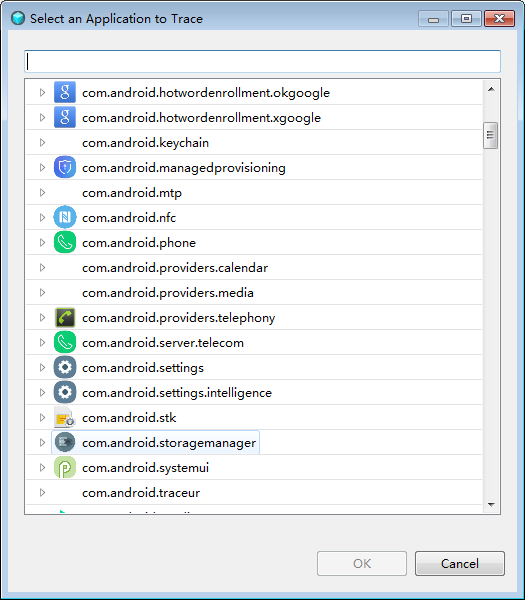 Select an Application to Trace
com.android.hotwordenrollment.okgoogle
com.android.hotwordenrollment.xgoogle
com.android.keychain
com.android.managedprovisioning
com.android.mtp
com.android.nfc
com.android.phone
com.android.providers.calendar
com.android.providers.media
com.android.providers.telephony
com.android.server.telecom
com.android.settings
com.android.settings.intelligence
com.android.stk
com.android.storagemanager
com.android.systemui
com.android.traceur
OK
Cancel